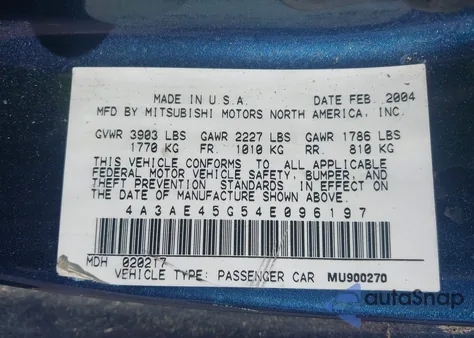 MADE IN U.S.A. DATE FEB. 2004
MFD BY MITSUBISHI MOTORS NORTH AMERICA, INC.
GVWR 3903 LBS GAWR 2227 LBS GAWR 1786 LBS
1770 KG FR. 1010 KG RR. 810 KG
THIS VEHICLE CONFORMS TO ALL APPLICABLE
FEDERAL MOTOR VEHICLE SAFETY, BUMPER, AND
THEFT PREVENTION STANDARDS IN EFFECT ON
THE DATE OF MANUFACTURE SHOWN ABOVE.
4A3AE45G54E096197
MDH 020217
VEHICLE TYPE: PASSENGER CAR MU900270
autoSnap